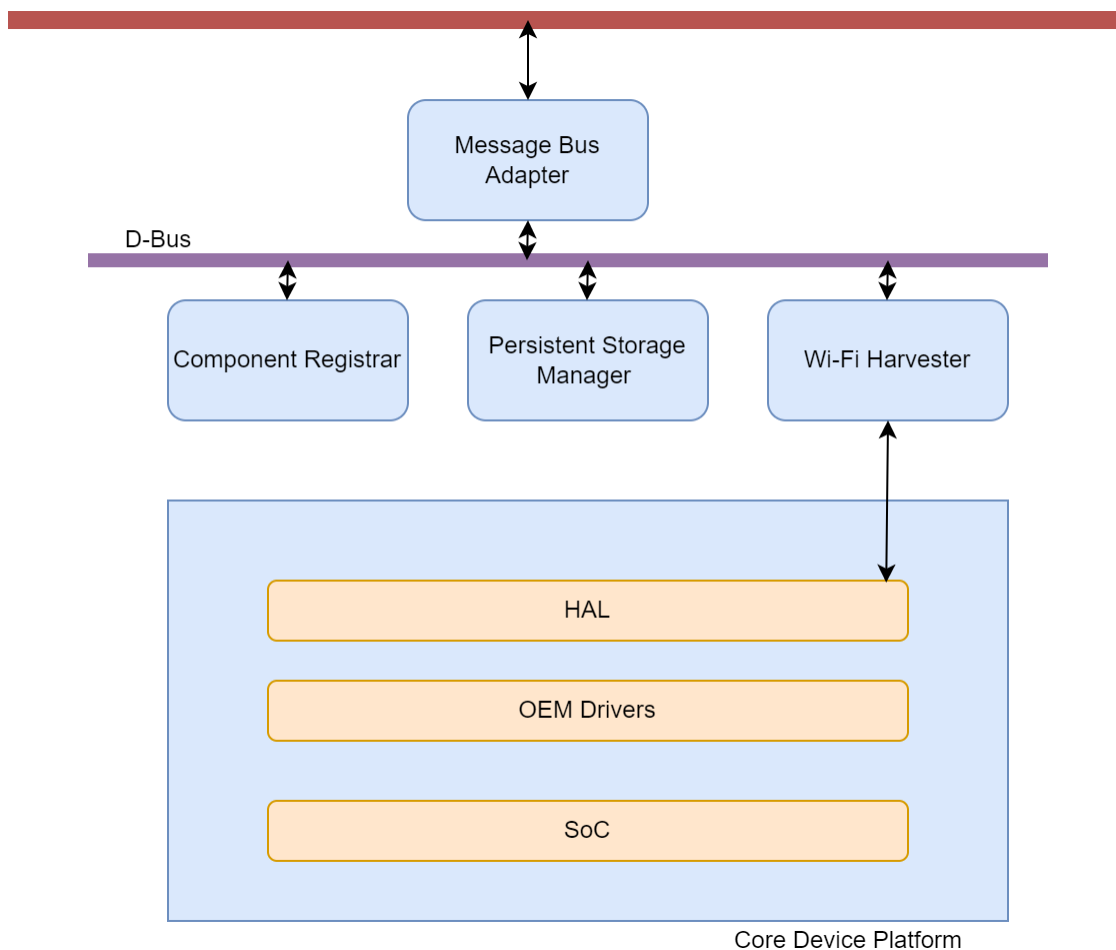 Message Bus
Adapter
D-Bus
Component Registrar
Persistent Storage
Manager
Wi-Fi Harvester
HAL
OEM Drivers
SoC
Core Device Platform